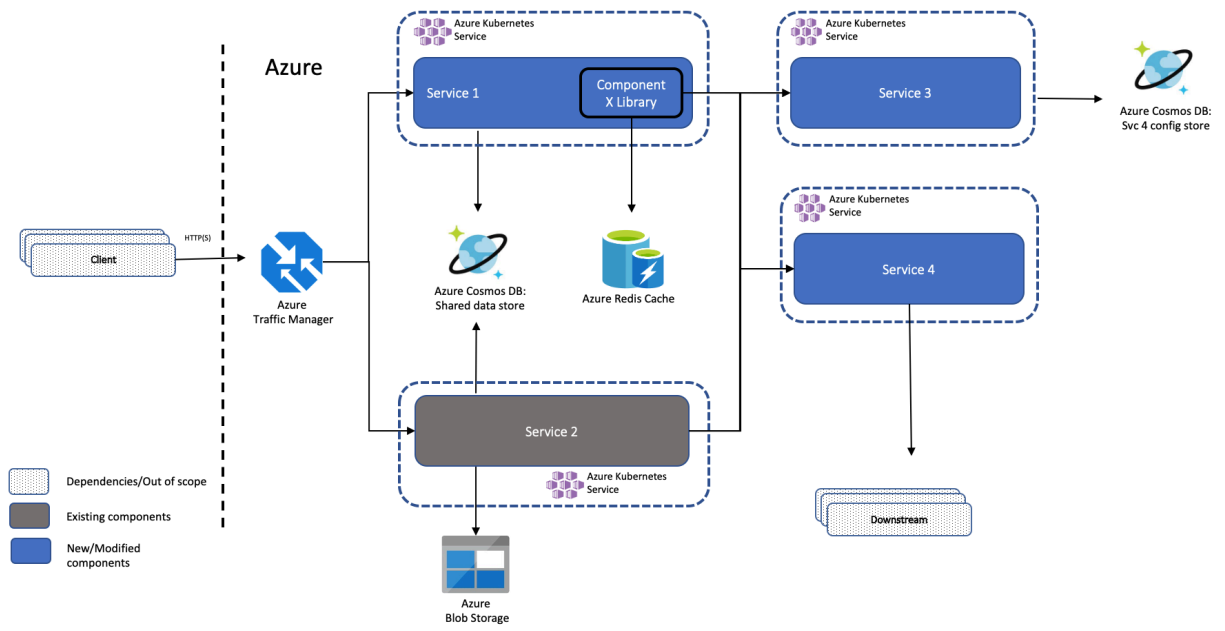 Azure Kubernetes
Service
Azure
Service 1
Component
X Library
Azure Kubernetes
Service
Service 3
Azure Cosmos DB:
Svc 4 config store
HTTP(S)
Client
Azure
Traffic Manager
Azure Cosmos DB:
Shared data store
Azure Redis Cache
Azure Kubernetes
Service
Service 4
Service 2
Azure Kubernetes
Service
Downstream
Azure
Blob Storage
Dependencies/Out of scope
Existing components
New/Modified
components